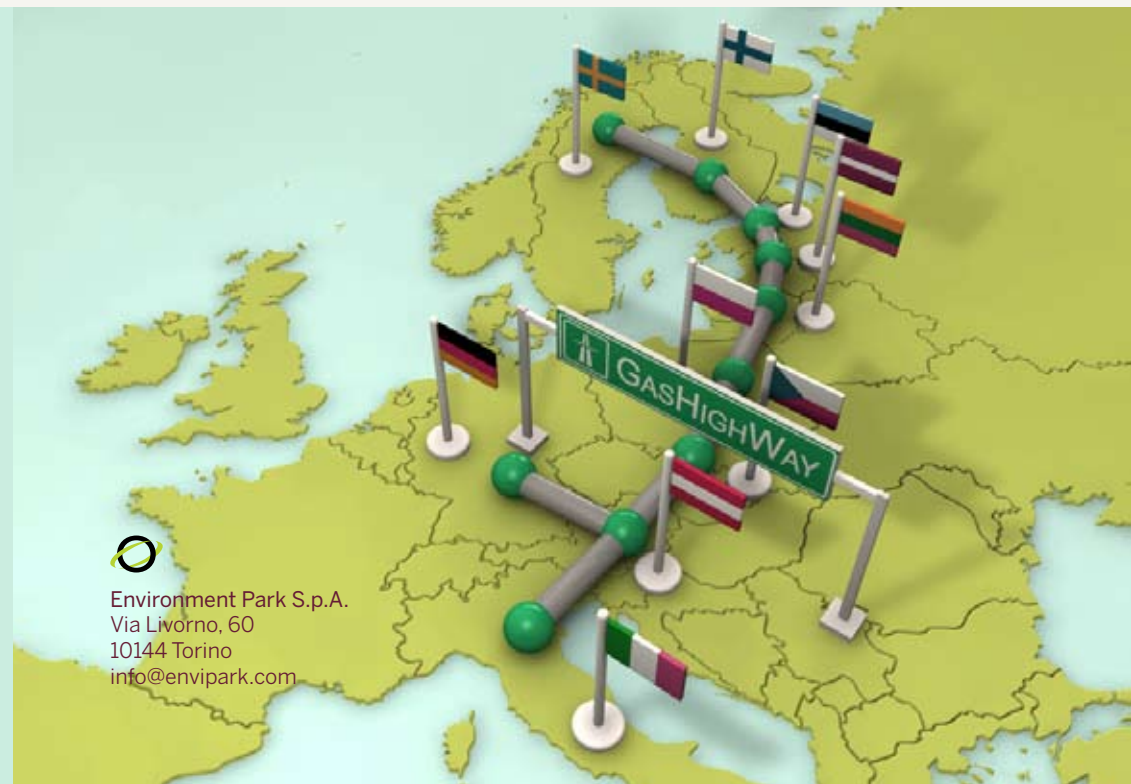 GASHIGHWAY
Environment Park S.p.A.
Via Livorno, 60
10144 Torino
info@envipark.com